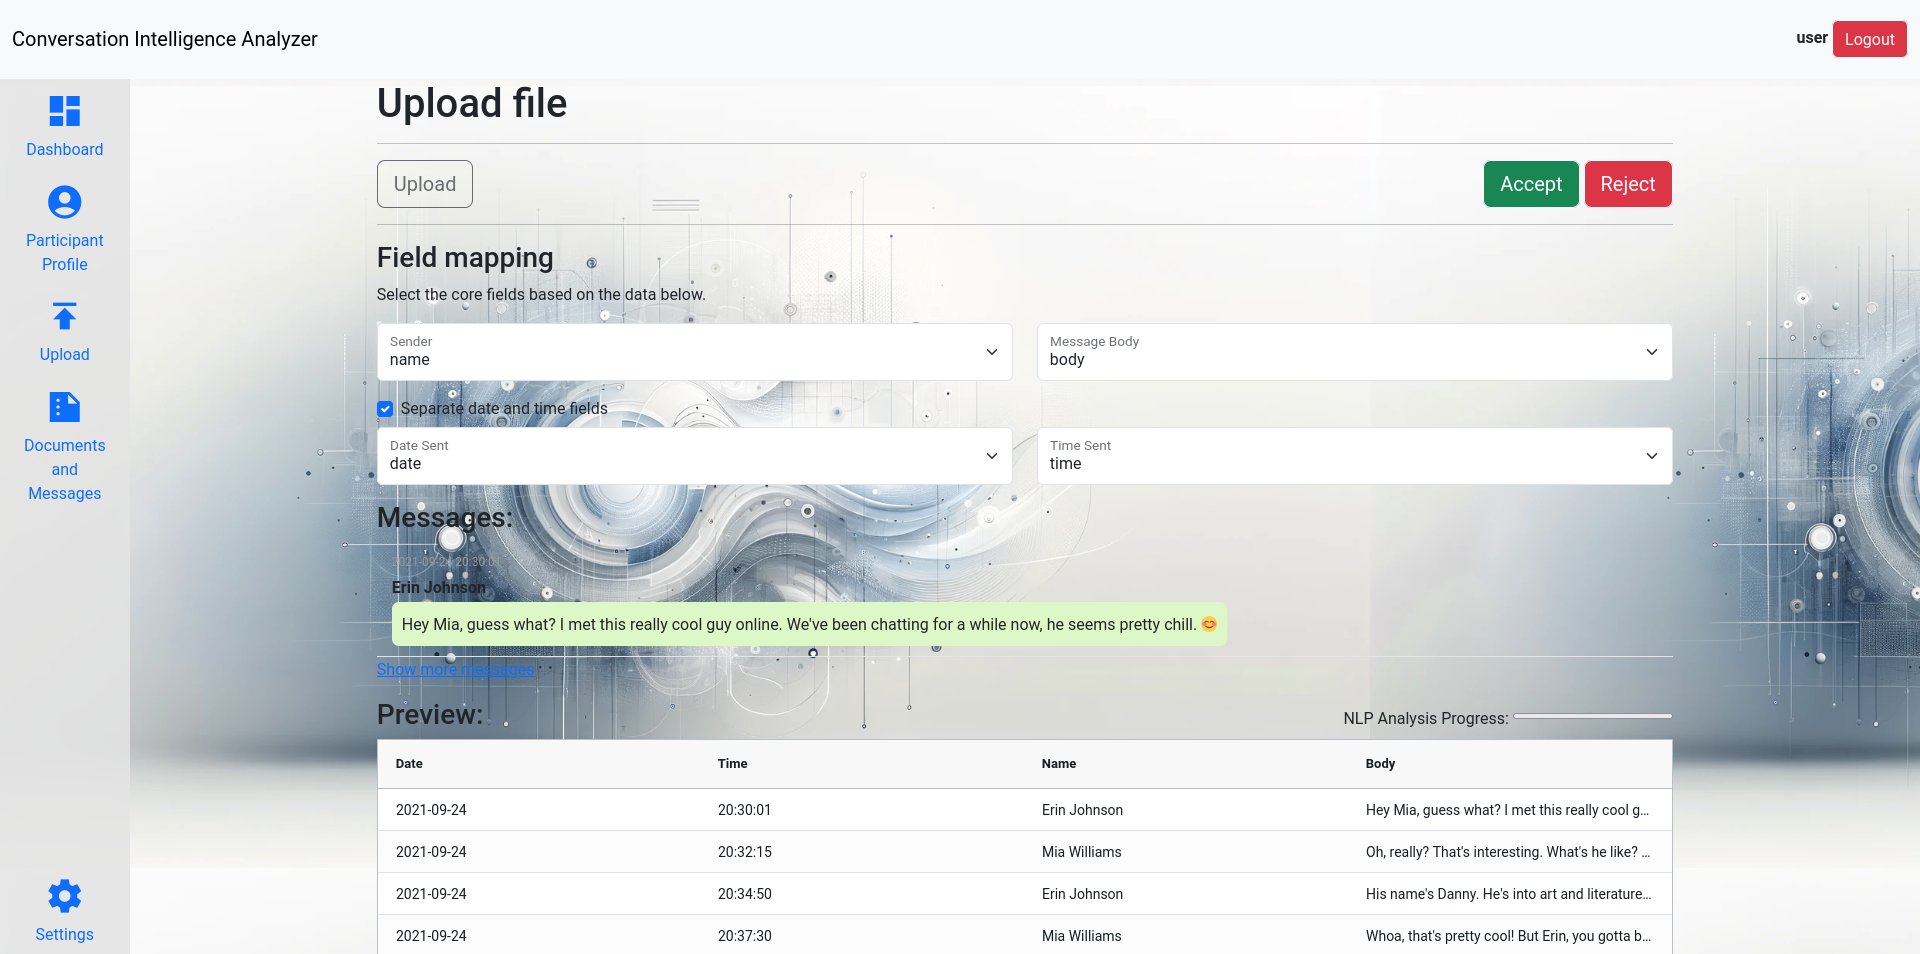 Conversation Intelligence Analyzer
user Logout
Dashboard
Participant
Profile
Upload
Documents
and
Messages
Settings
Upload file
Upload
Accept Reject
Field mapping
Select the core fields based on the data below.
Sender
name
Message Body
body
Separate date and time fields
Date Sent
date
Time Sent
time
Messages:
2021-09-24 20:30:01
Erin Johnson
Hey Mia, guess what? I met this really cool guy online. We've been chatting for a while now, he seems pretty chill. 😊
Show more messages
Preview:
NLP Analysis Progress:
Date Time Name Body
2021-09-24 20:30:01 Erin Johnson Hey Mia, guess what? I met this really cool g...
2021-09-24 20:32:15 Mia Williams Oh, really? That's interesting. What's he like? ...
2021-09-24 20:34:50 Erin Johnson His name's Danny. He's into art and literature...
2021-09-24 20:37:30 Mia Williams Whoa, that's pretty cool! But Erin, you gotta b...